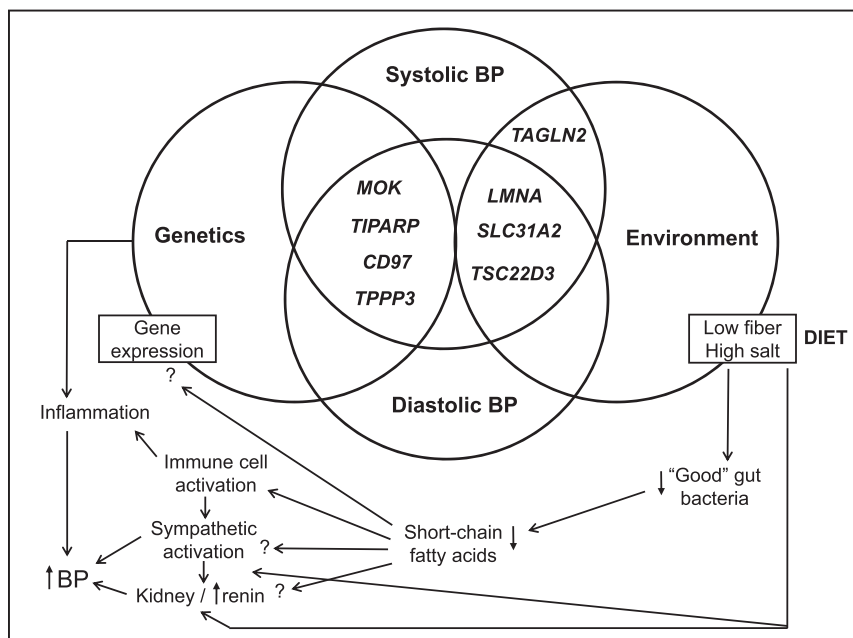 Systolic BP
TAGLN2
MOK
LMNA
TIPARP
SLC31A2
Genetics
Environment
CD97
TSC22D3
TPPP3
Gene
expression
Low fiber
High salt
DIET
?
Diastolic BP
Inflammation
Immune cell
activation
↓ “Good” gut
bacteria
Sympathetic
activation
?
Short-chain ↓
fatty acids
↑BP
Kidney / ↑renin
?